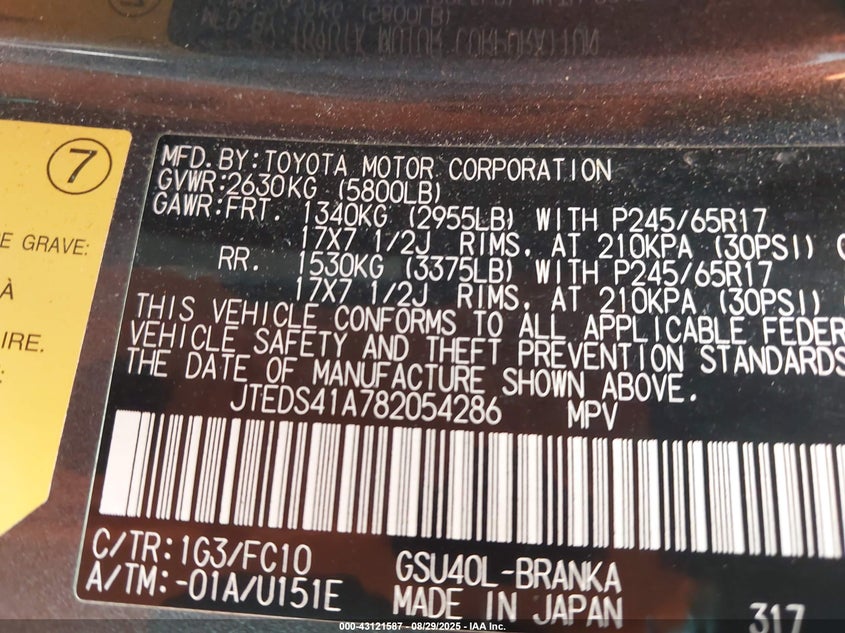 7
E GRAVE:
À
IRE.
MFD.BY:TOYOTA MOTOR CORPORATION
GVWR:2630KG (5800LB)
GAWR:FRT. 1340KG (2955LB) WITH P245/65R17
17X7 1/2J RIMS, AT 210KPA (30PSI)
RR. 1530KG (3375LB) WITH P245/65R17
17X7 1/2J RIMS, AT 210KPA (30PSI)
THIS VEHICLE CONFORMS TO ALL APPLICABLE FEDER
VEHICLE SAFETY AND THEFT PREVENTION STANDARDS
THE DATE OF MANUFACTURE SHOWN ABOVE.
JTEDS41A782054286 MPV
C/TR:1G3/FC10 GSU40L-BRANKA
A/TM:-01A/U151E MADE IN JAPAN 317
000-43121587 - 08/29/2025 - IAA Inc.